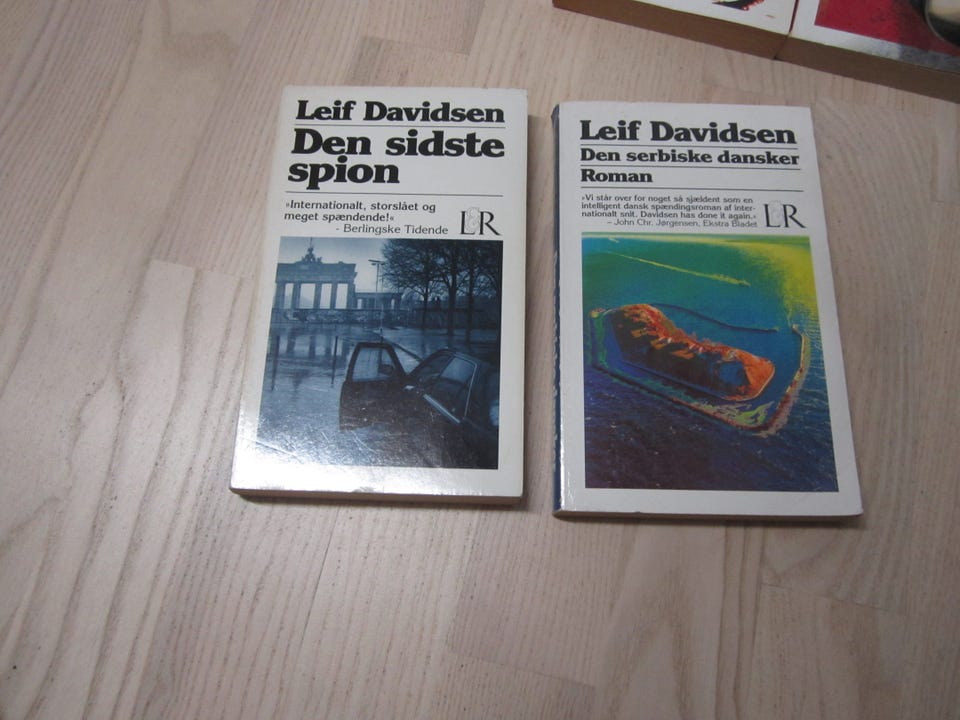 Leif Davidsen
Den sidste
spion
»Internationalt, storslået og
meget spændende!«
- Berlingske Tidende
L&R
Leif Davidsen
Den serbiske dansker
Roman
»Vi står over for noget så sjældent som en
intelligent dansk spændingsroman af inter-
nationalt snit. Davidsen has done it again.«
– John Chr. Jørgensen, Ekstra Bladet
L&R